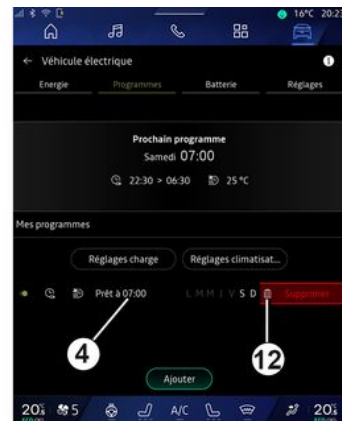 16°C 20:23
Véhicule électrique
Energie Programmes Batterie Réglages
Prochain programme
Samedi 07:00
22:30 > 06:30 25 °C
Mes programmes
Réglages charge Réglages climatisat...
Prêt à 07:00 L M M J V S D Supprimer
4 12
Ajouter
20 5 A/C 20